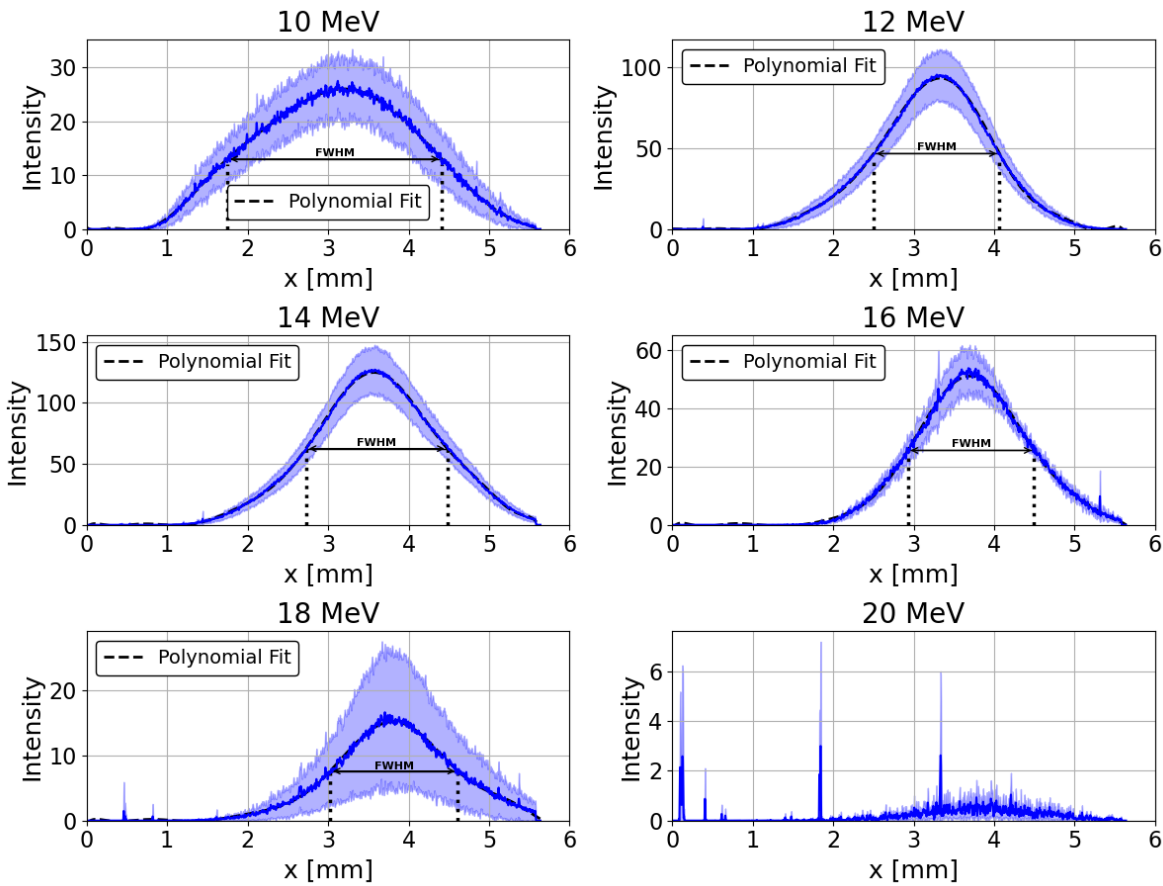 10 MeV
Intensity
30
20
10
0
FWHM
Polynomial Fit
0 1 2 3 4 5 6
x [mm]
12 MeV
Intensity
100
50
0
Polynomial Fit
FWHM
0 1 2 3 4 5 6
x [mm]
14 MeV
Intensity
150
100
50
0
Polynomial Fit
FWHM
0 1 2 3 4 5 6
x [mm]
16 MeV
Intensity
60
40
20
0
Polynomial Fit
FWHM
0 1 2 3 4 5 6
x [mm]
18 MeV
Intensity
20
10
0
Polynomial Fit
FWHM
0 1 2 3 4 5 6
x [mm]
20 MeV
Intensity
6
4
2
0
0 1 2 3 4 5 6
x [mm]